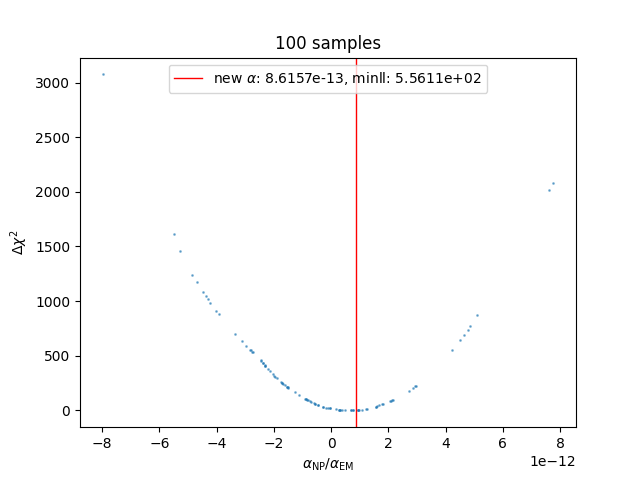 100 samples
new α: 8.6157e-13, minll: 5.5611e+02
3000
2500
2000
1500
1000
500
0
Δχ²
−8 −6 −4 −2 0 2 4 6 8
1e−12
α_NP/α_EM